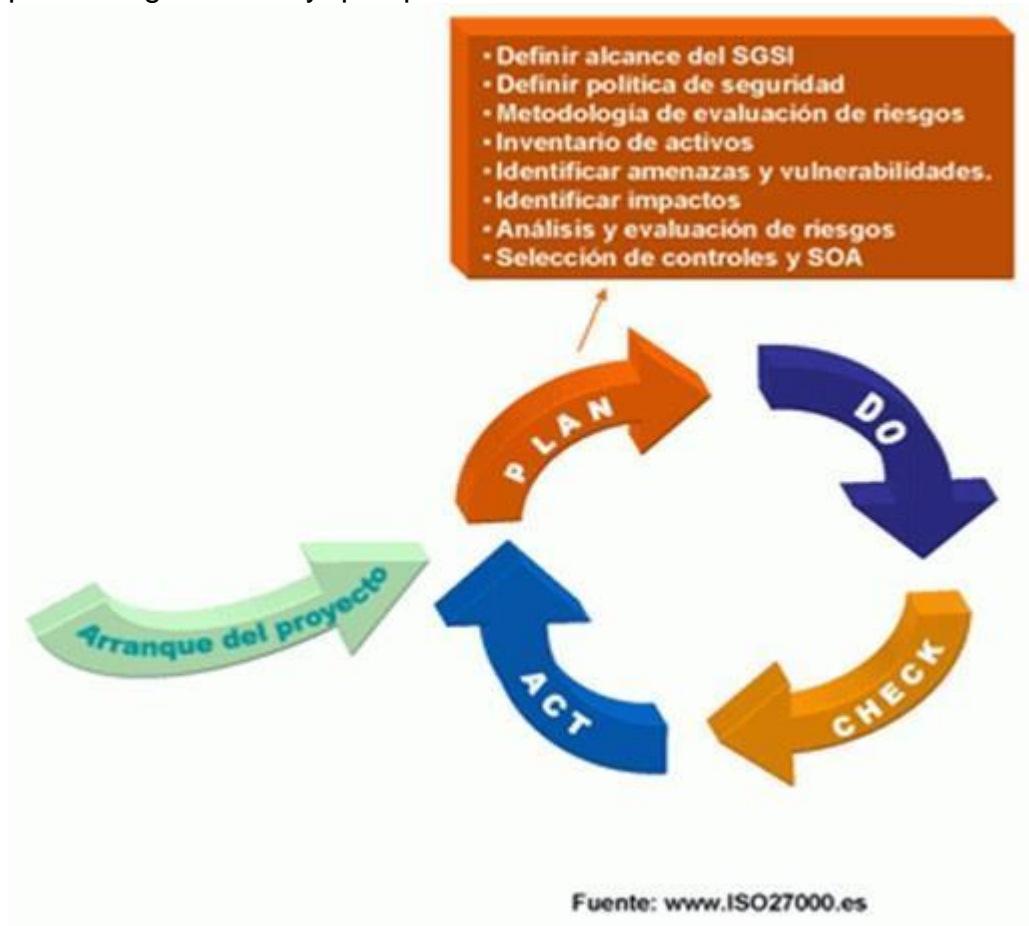 • Definir alcance del SGSI
• Definir política de seguridad
• Metodología de evaluación de riesgos
• Inventario de activos
• Identificar amenazas y vulnerabilidades.
• Identificar impactos
• Análisis y evaluación de riesgos
• Selección de controles y SOA
PLAN
DO
Arranque del proyecto
ACT
CHECK
Fuente: www.ISO27000.es